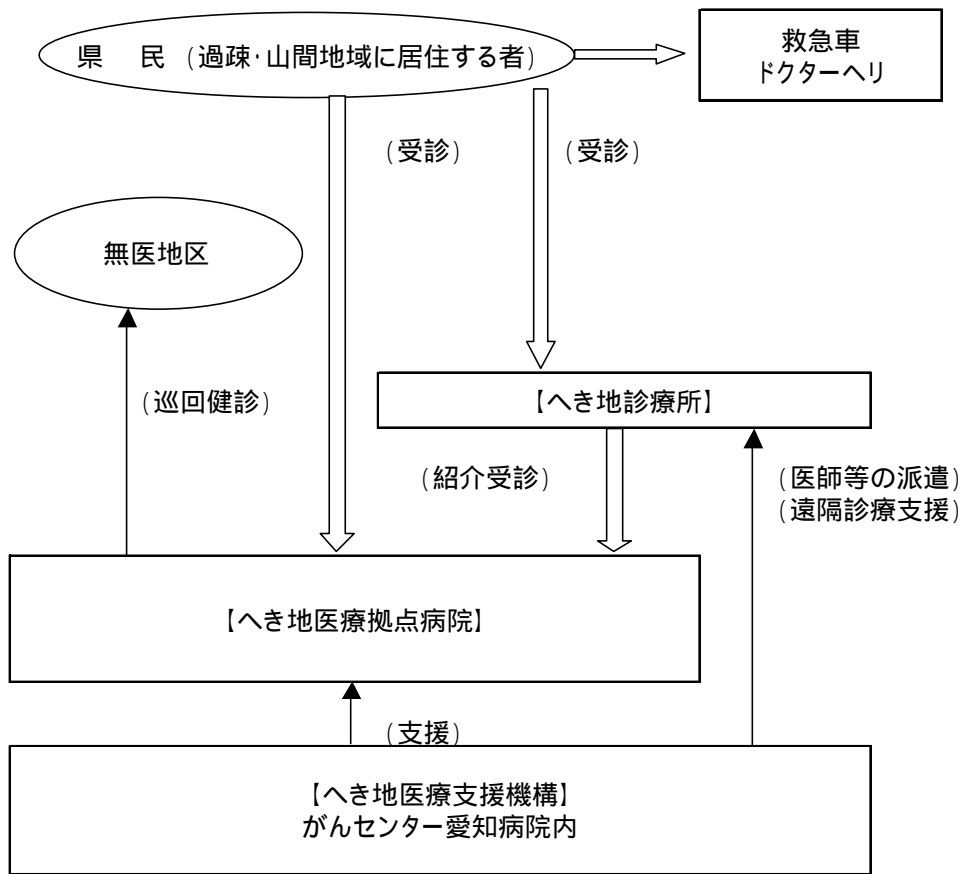 県　民（過疎・山間地域に居住する者）
救急車
ドクターヘリ
（受診）
（受診）
無医地区
（巡回健診）
【へき地診療所】
（紹介受診）
（医師等の派遣）
（遠隔診療支援）
【へき地医療拠点病院】
（支援）
【へき地医療支援機構】
がんセンター愛知病院内